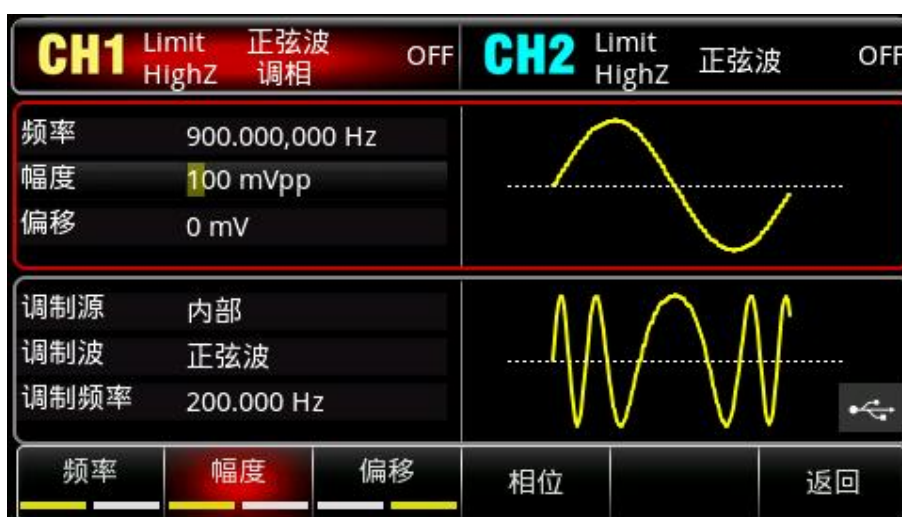 CH1 Limit 正弦波 OFF CH2 Limit 正弦波 OFF
HighZ 调相 HighZ
频率 900.000,000 Hz
幅度 100 mVpp
偏移 0 mV
调制源 内部
调制波 正弦波
调制频率 200.000 Hz
频率 幅度 偏移 相位 返回